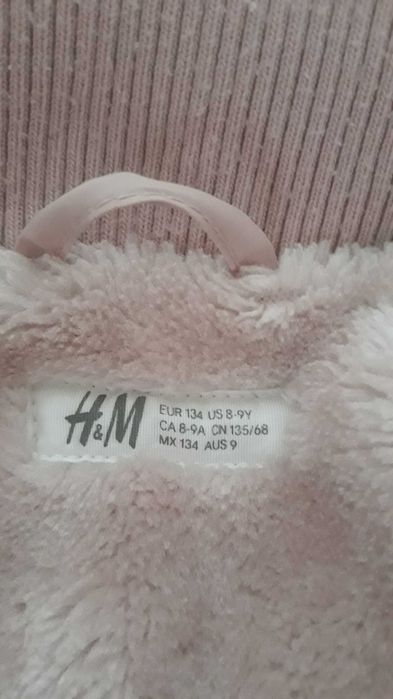 H&M
EUR 134 US 8-9Y
CA 8-9A CN 135/68
MX 134 AUS 9